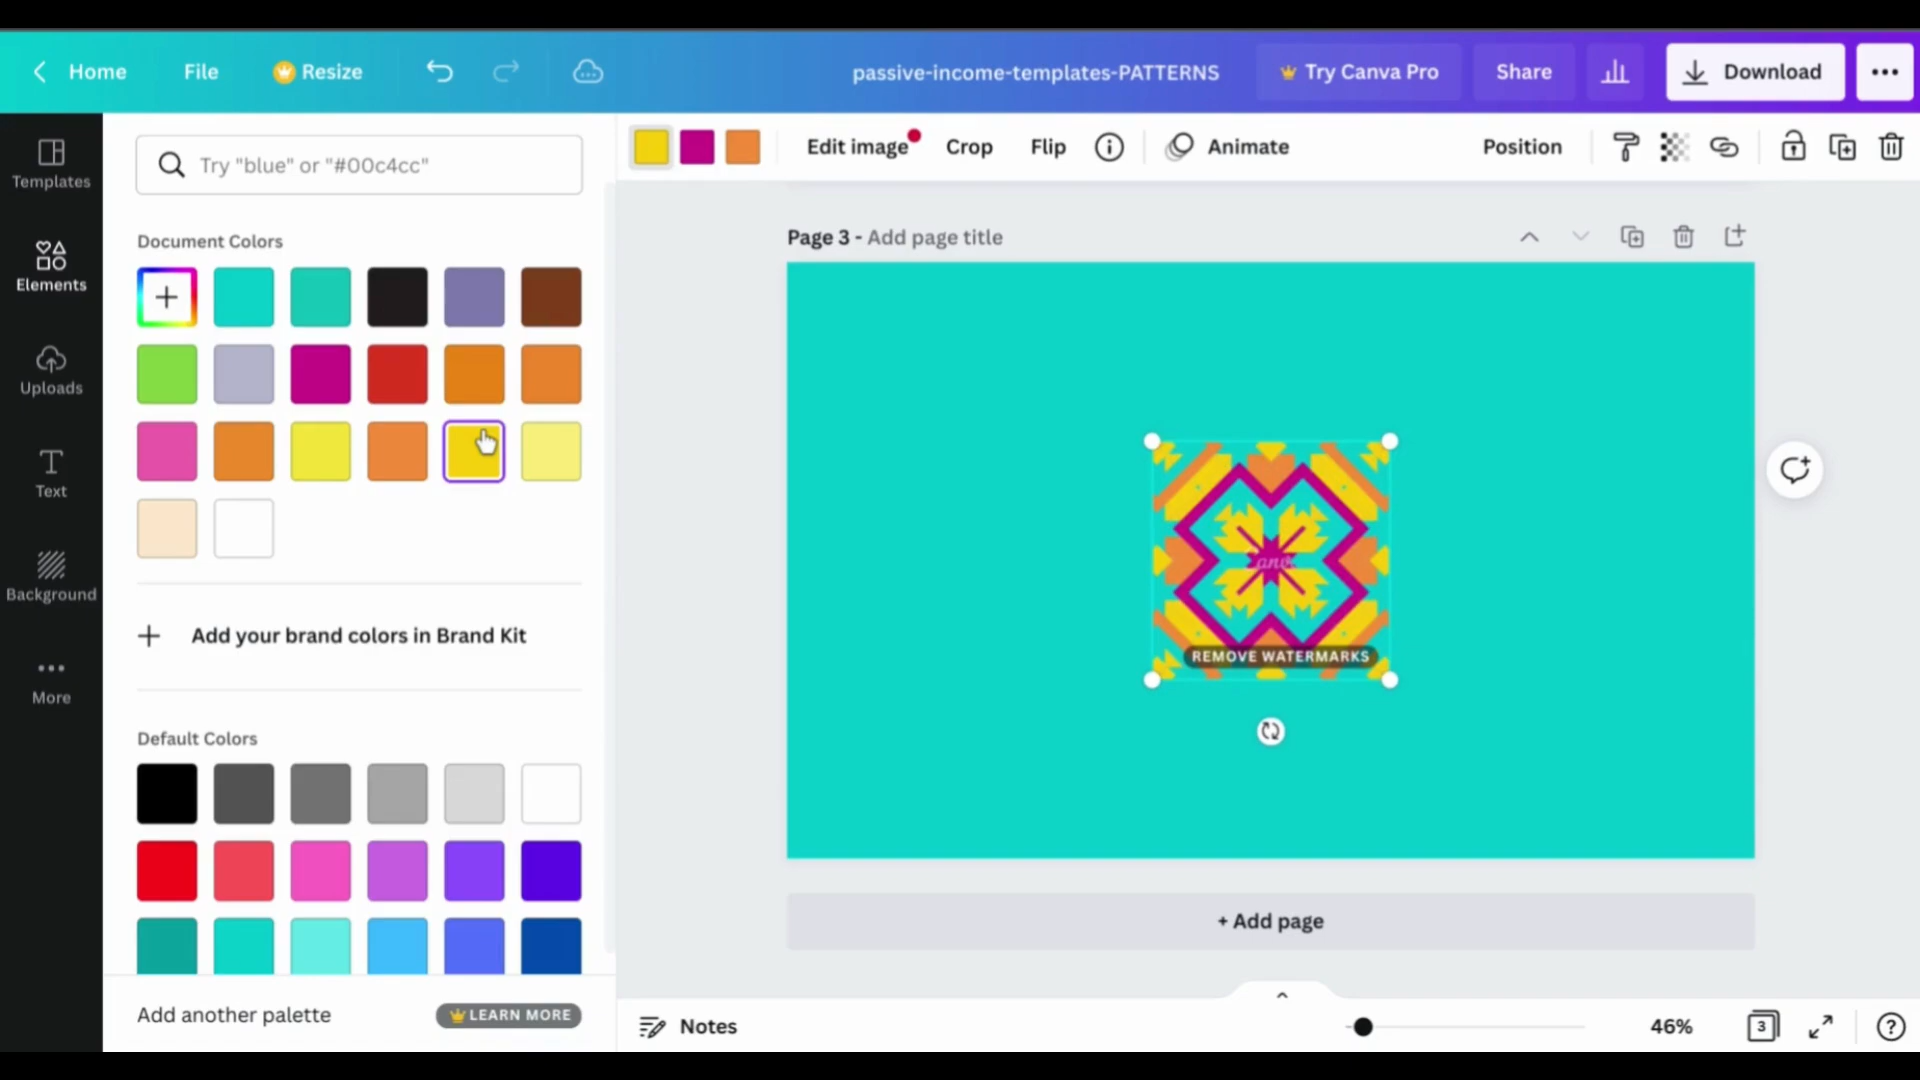 Home File Resize passive-income-templates-PATTERNS Try Canva Pro Share Download
Templates
Elements
Uploads
Text
Background
More
Try "blue" or "#00c4cc"
Document Colors
Add your brand colors in Brand Kit
Default Colors
Add another palette LEARN MORE
Edit image Crop Flip Animate Position
Page 3 - Add page title
REMOVE WATERMARKS
+ Add page
Notes 46% 3